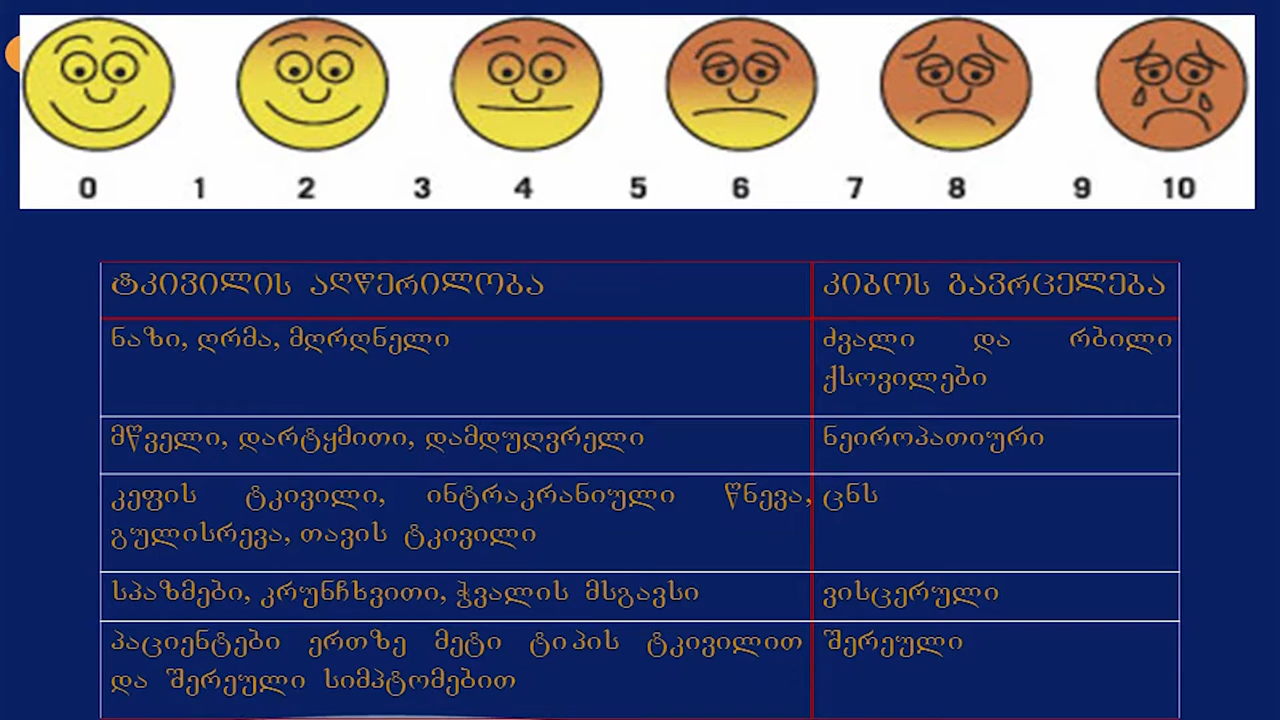 0 1 2 3 4 5 6 7 8 9 10
ტკივილის აღწერილობა
კიბოს გავრცელება
ნაზი, ღრმა, მღრღნელი
ძვალი და რბილი
ქსოვილები
მწველი, დარტყმითი, დამდუღვრელი
ნეიროპათიური
კეფის ტკივილი, ინტრაკრანიული წნევა,
გულისრევა, თავის ტკივილი
ცნს
სპაზმები, კრუნჩხვითი, ჭვალის მსგავსი
ვისცერული
პაციენტები ერთზე მეტი ტიპის ტკივილით
და შერეული სიმპტომებით
შერეული